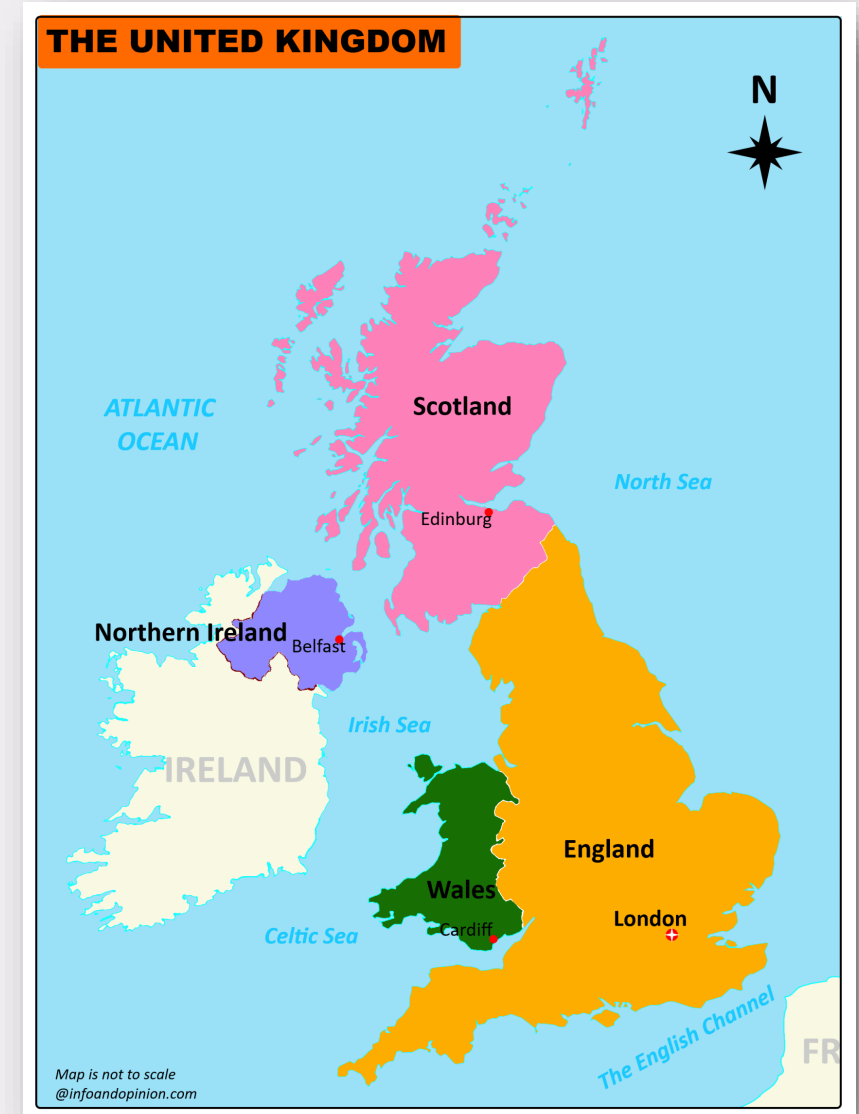 THE UNITED KINGDOM
N
ATLANTIC
OCEAN
Scotland
North Sea
Edinburg
Northern Ireland
Belfast
Irish Sea
IRELAND
England
Wales
London
Cardiff
Celtic Sea
The English Channel
FR
Map is not to scale
@infoandopinion.com